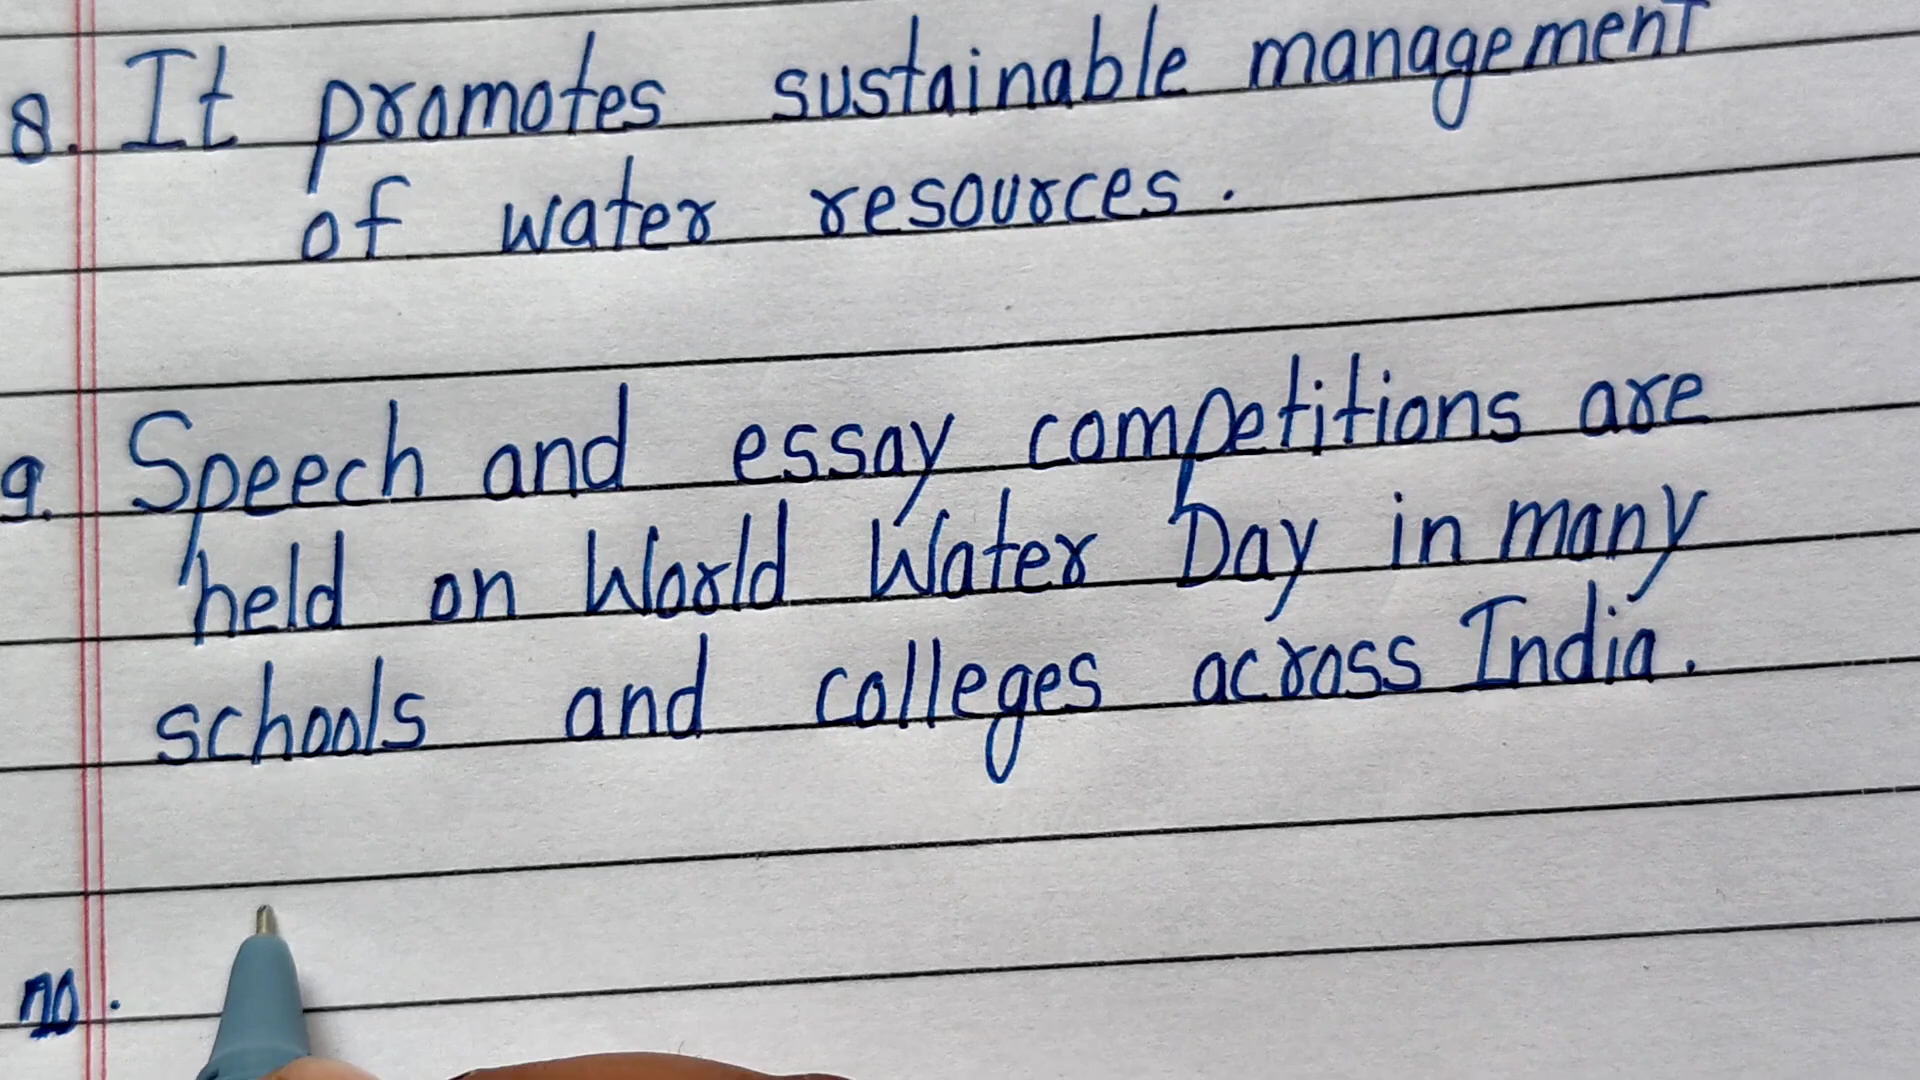 8. It promotes sustainable management
of water resources.
9. Speech and essay competitions are
held on World Water Day in many
schools and colleges across India.
10.